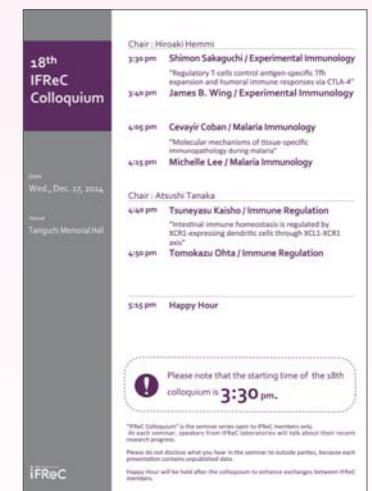 18th
IFReC
Colloquium
Date
Wed., Dec. 17, 2014
Venue
Taniguchi Memorial Hall
iFReC
Chair : Hiroaki Hemmi
3:30 pm Shimon Sakaguchi / Experimental Immunology
"Regulatory T-cells control antigen-specific Tfh
expansion and humoral immune responses via CTLA-4"
3:40 pm James B. Wing / Experimental Immunology
4:05 pm Cevayir Coban / Malaria Immunology
"Molecular mechanisms of tissue-specific
immunopathology during malaria"
4:15 pm Michelle Lee / Malaria Immunology
Chair : Atsushi Tanaka
4:40 pm Tsuneyasu Kaisho / Immune Regulation
"Intestinal immune homeostasis is regulated by
XCR1-expressing dendritic cells through XCL1-XCR1
axis"
4:50 pm Tomokazu Ohta / Immune Regulation
5:15 pm Happy Hour
!
Please note that the starting time of the 18th
colloquium is 3:30 pm.
"IFReC Colloquium" is the seminar series open to IFReC members only.
At each seminar, speakers from IFReC laboratories will talk about their recent
research progress.
Please do not disclose what you hear in the seminar to outside parties, because each
presentation contains unpublished data.
Happy Hour will be held after the colloquium to enhance exchanges between IFReC
members.